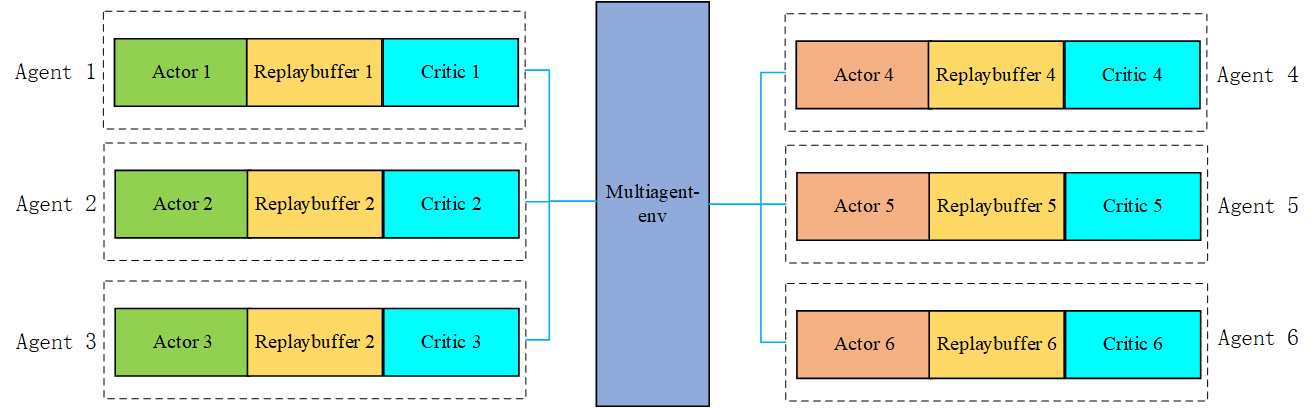 Agent 1
Actor 1
Replaybuffer 1
Critic 1
Agent 2
Actor 2
Replaybuffer 2
Critic 2
Agent 3
Actor 3
Replaybuffer 2
Critic 3
Multiagent-
env
Actor 4
Replaybuffer 4
Critic 4
Agent 4
Actor 5
Replaybuffer 5
Critic 5
Agent 5
Actor 6
Replaybuffer 6
Critic 6
Agent 6